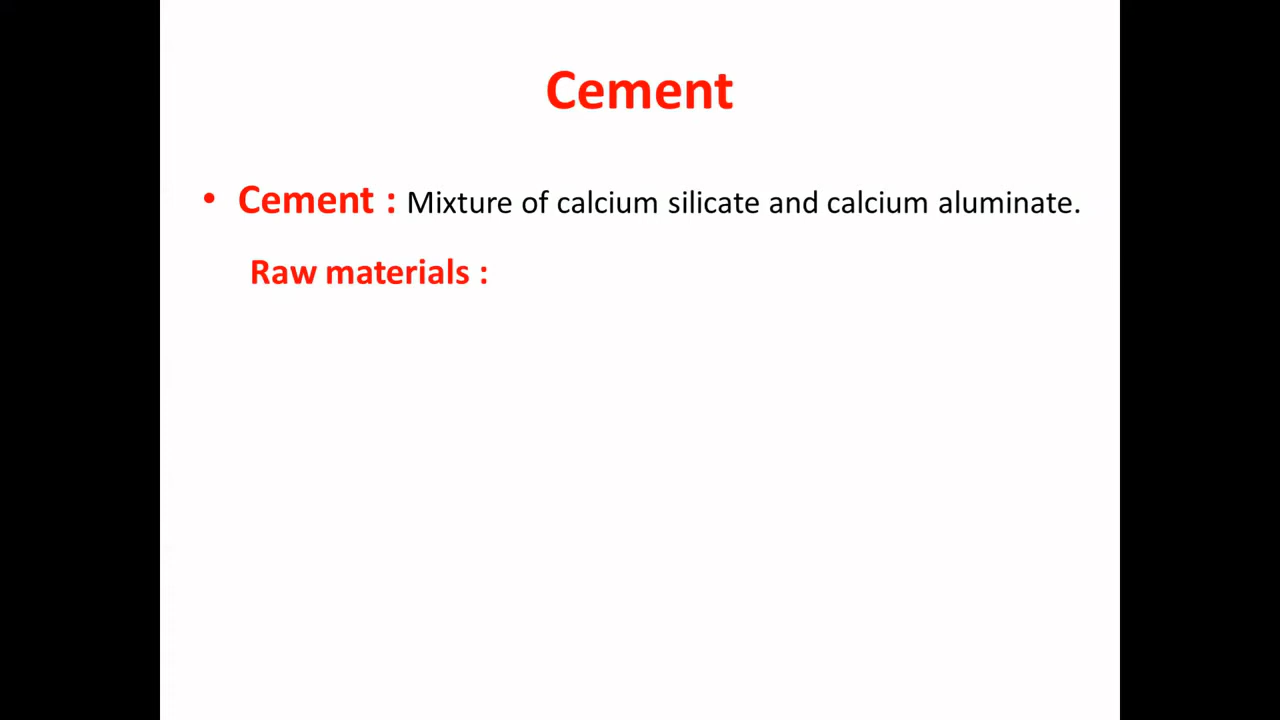 Cement
• Cement : Mixture of calcium silicate and calcium aluminate.
Raw materials :